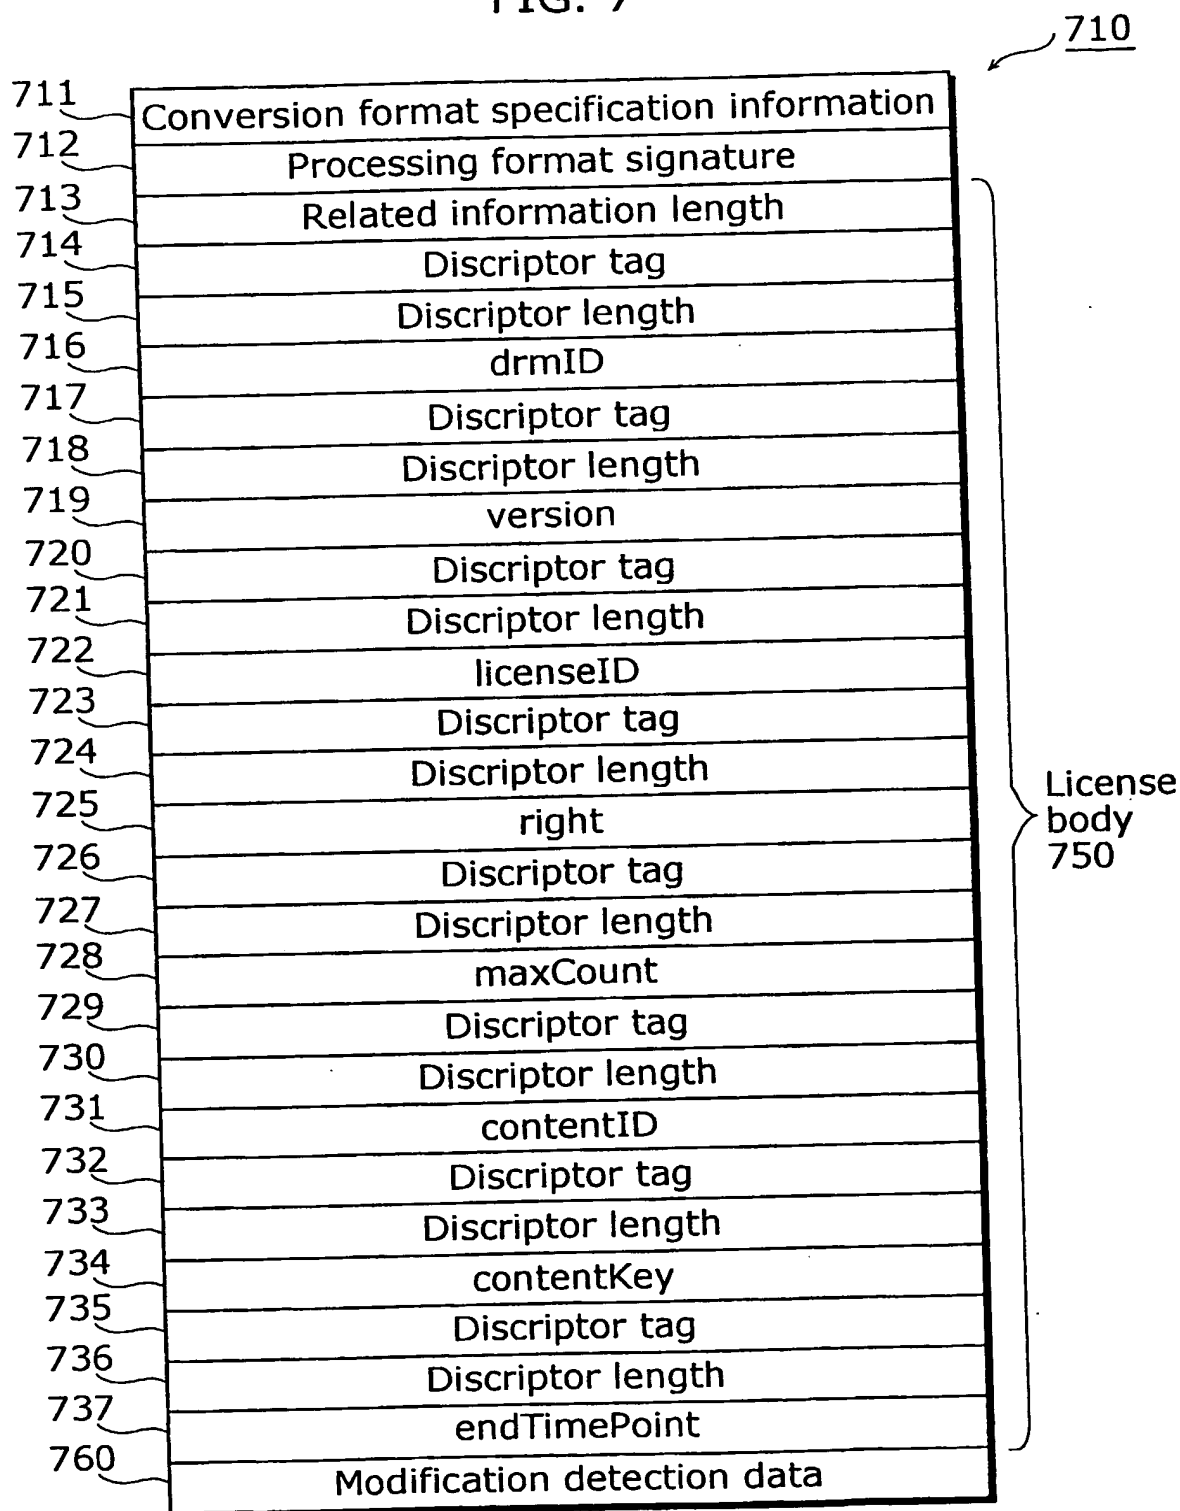 FIG. 7
710
711 Conversion format specification information
712 Processing format signature
713 Related information length
714 Discriptor tag
715 Discriptor length
716 drmID
717 Discriptor tag
718 Discriptor length
719 version
720 Discriptor tag
721 Discriptor length
722 licenseID
723 Discriptor tag
724 Discriptor length
725 right
726 Discriptor tag
727 Discriptor length
728 maxCount
729 Discriptor tag
730 Discriptor length
731 contentID
732 Discriptor tag
733 Discriptor length
734 contentKey
735 Discriptor tag
736 Discriptor length
737 endTimePoint
760 Modification detection data
License
body
750